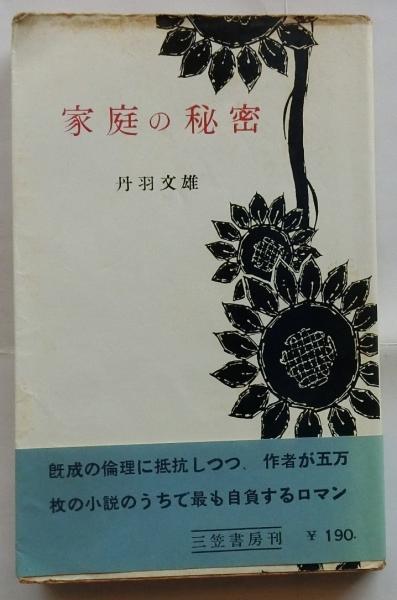 家庭の秘密
丹羽文雄
既成の倫理に抵抗しつつ、作者が五万
枚の小説のうちで最も自負するロマン
三笠書房刊 ¥190.